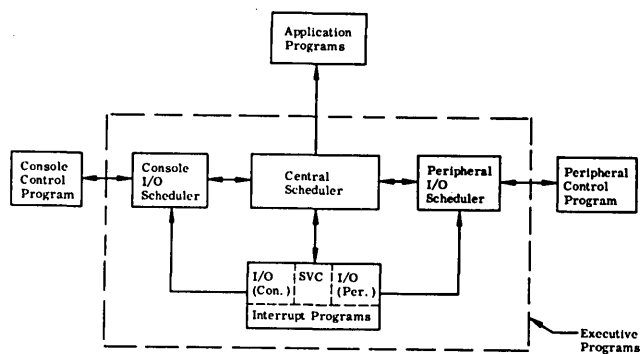 Application
Programs
Console
Control
Program
Console
I/O
Scheduler
Central
Scheduler
Peripheral
I/O
Scheduler
Peripheral
Control
Program
I/O
(Con.)
SVC
I/O
(Per.)
Interrupt Programs
Executive
Programs